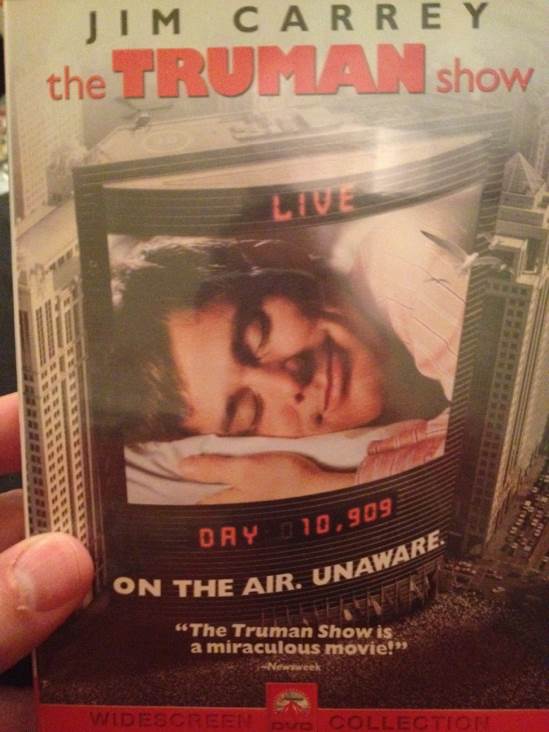 JIM CARREY
the TRUMAN show
LIVE
DAY 10,909
ON THE AIR. UNAWARE.
“The Truman Show is
a miraculous movie!”
–Newsweek
WIDESCREEN DVD COLLECTION